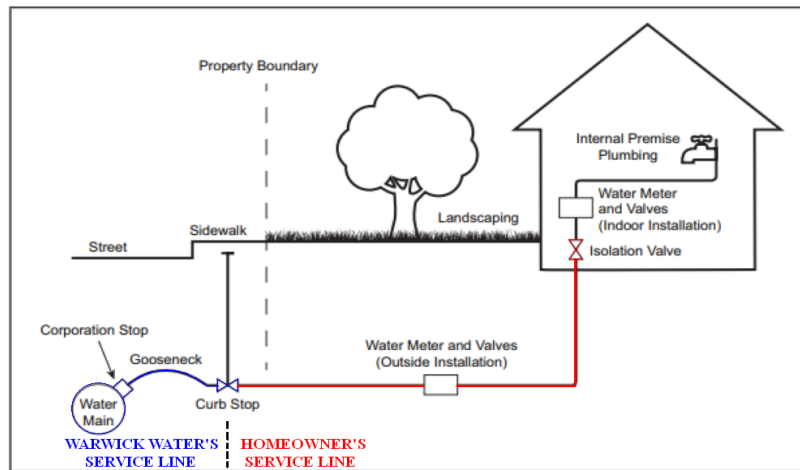 Property Boundary
Internal Premise
Plumbing
Water Meter
and Valves
(Indoor Installation)
Landscaping
Sidewalk
Street
Isolation Valve
Corporation Stop
Gooseneck
Water Meter and Valves
(Outside Installation)
Water
Main
Curb Stop
WARWICK WATER'S
SERVICE LINE
HOMEOWNER'S
SERVICE LINE